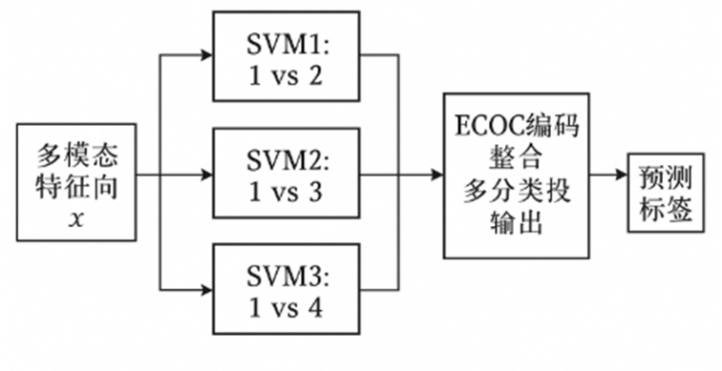 多模态
特征向
x
SVM1:
1 vs 2
SVM2:
1 vs 3
SVM3:
1 vs 4
ECOC编码
整合
多分类投
输出
预测
标签